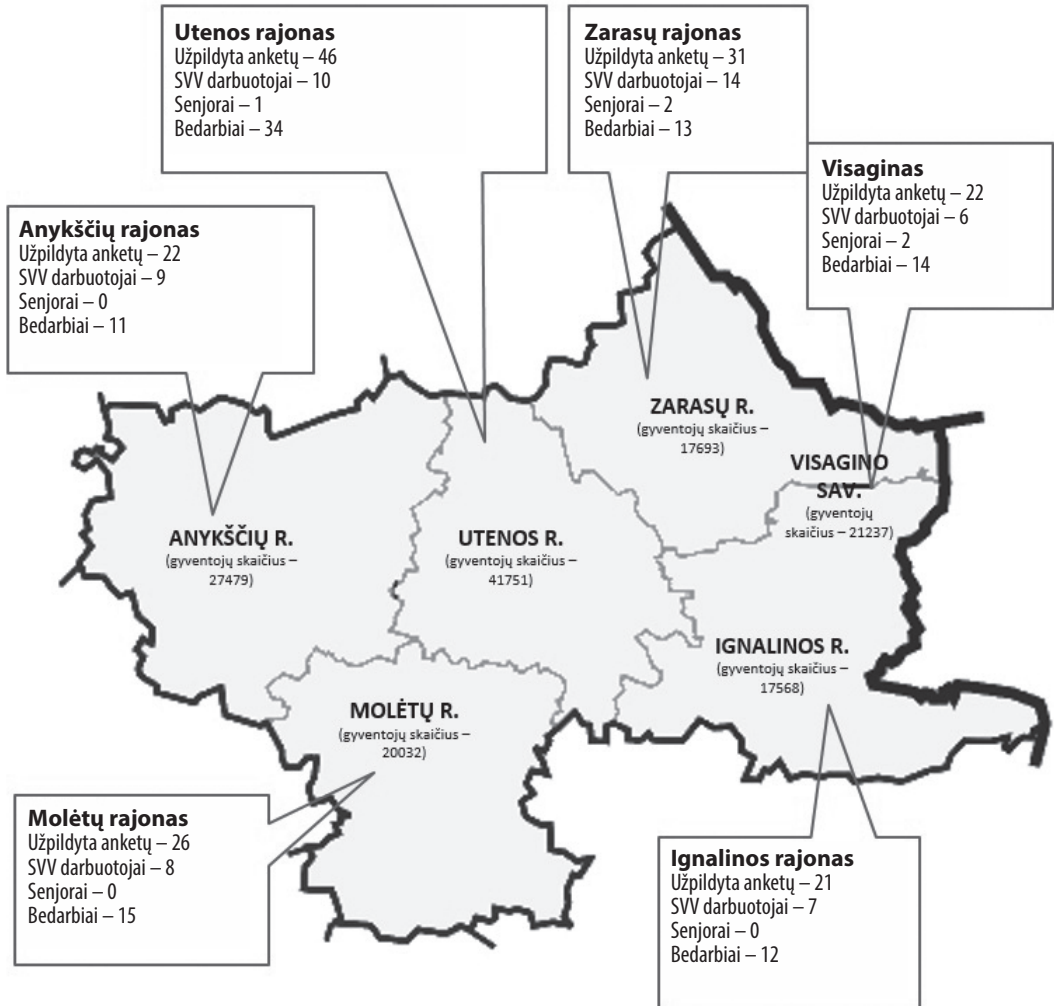 Utenos rajonas
Užpildyta anketų – 46
SVV darbuotojai – 10
Senjorai – 1
Bedarbiai – 34
Zarasų rajonas
Užpildyta anketų – 31
SVV darbuotojai – 14
Senjorai – 2
Bedarbiai – 13
Visaginas
Užpildyta anketų – 22
SVV darbuotojai – 6
Senjorai – 2
Bedarbiai – 14
Anykščių rajonas
Užpildyta anketų – 22
SVV darbuotojai – 9
Senjorai – 0
Bedarbiai – 11
ZARASŲ R.
(gyventojų skaičius –
17693)
VISAGINO
SAV.
(gyventojų
skaičius – 21237)
ANYKŠČIŲ R.
(gyventojų skaičius –
27479)
UTENOS R.
(gyventojų skaičius –
41751)
IGNALINOS R.
(gyventojų skaičius –
17568)
MOLĖTŲ R.
(gyventojų skaičius –
20032)
Molėtų rajonas
Užpildyta anketų – 26
SVV darbuotojai – 8
Senjorai – 0
Bedarbiai – 15
Ignalinos rajonas
Užpildyta anketų – 21
SVV darbuotojai – 7
Senjorai – 0
Bedarbiai – 12